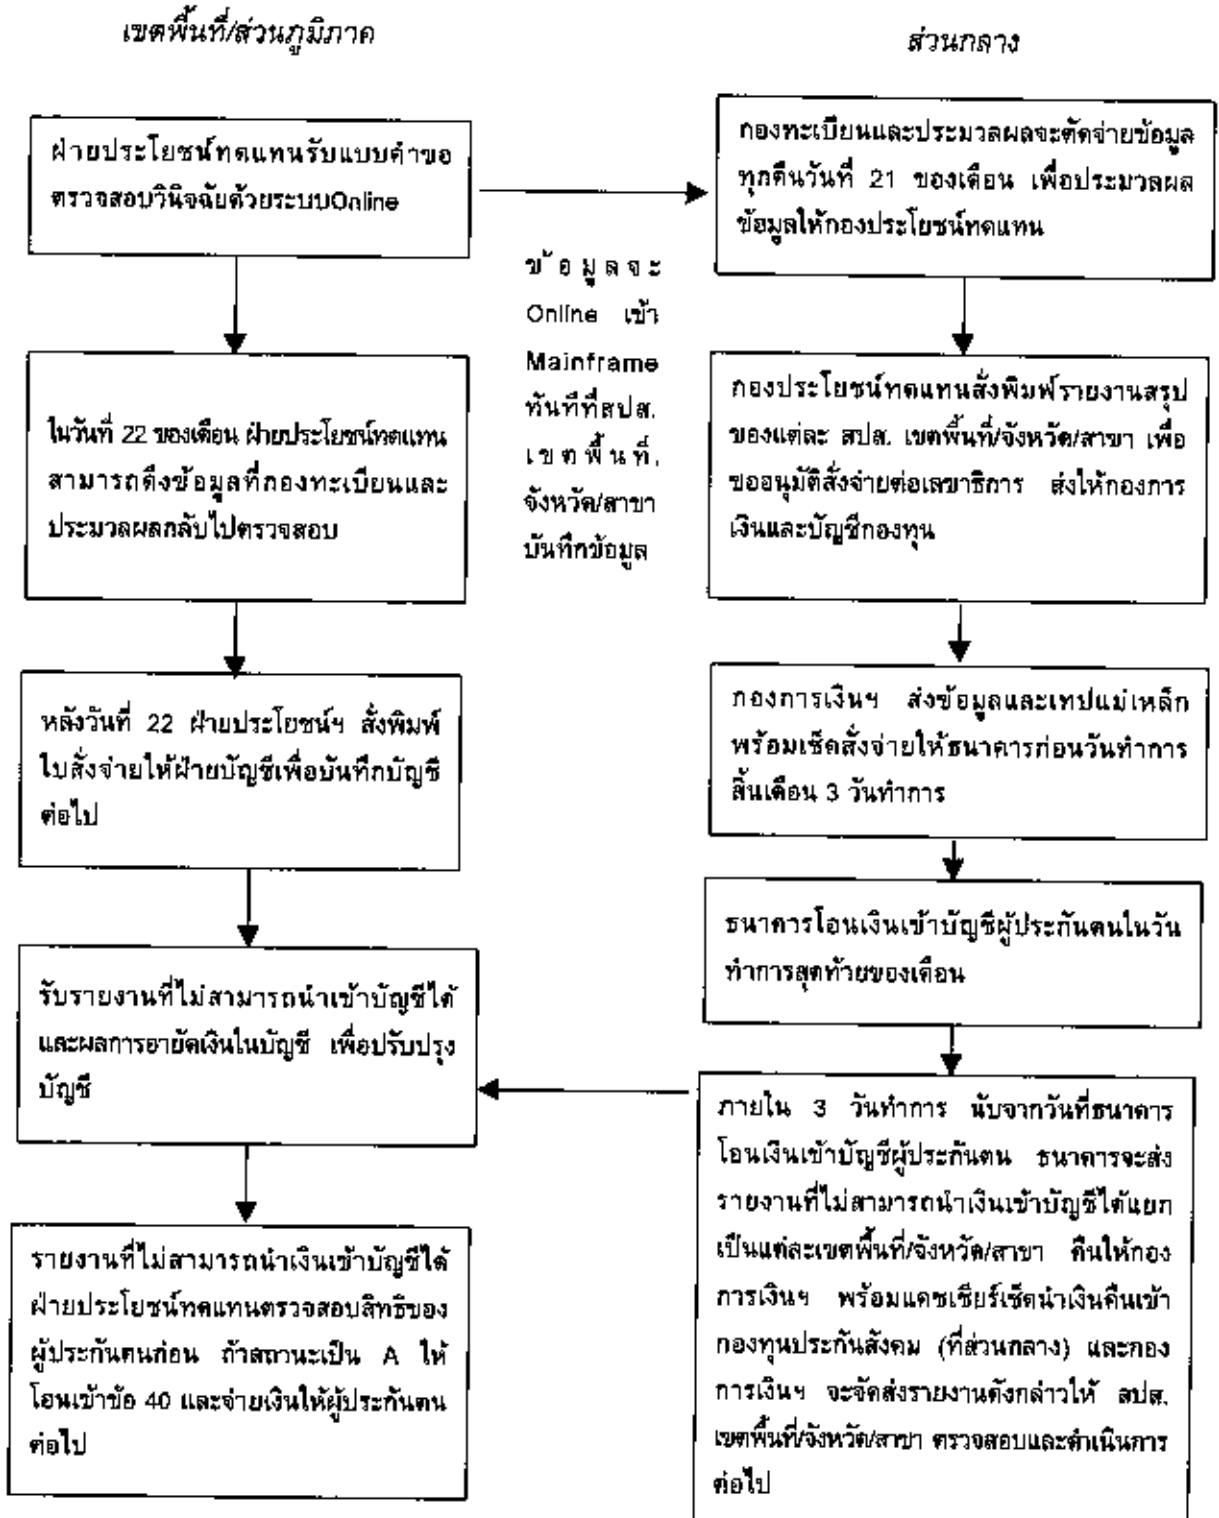 เขตพื้นที่/ส่วนภูมิภาค
ส่วนกลาง
ฝ่ายประโยชน์ทดแทนรับแบบคำขอ
ตรวจสอบวินิจฉัยด้วยระบบOnline
กองทะเบียนและประมวลผลจะตัดจ่ายข้อมูล
ทุกคืนวันที่ 21 ของเดือน เพื่อประมวลผล
ข้อมูลให้กองประโยชน์ทดแทน
ข้อมูลจะ
Online เข้า
Mainframe
ทันทีที่สปส.
เขตพื้นที่.
จังหวัด/สาขา
บันทึกข้อมูล
ในวันที่ 22 ของเดือน ฝ่ายประโยชน์ทดแทน
สามารถดึงข้อมูลที่กองทะเบียนและ
ประมวลผลกลับไปตรวจสอบ
กองประโยชน์ทดแทนสั่งพิมพ์รายงานสรุป
ของแต่ละ สปส. เขตพื้นที่/จังหวัด/สาขา เพื่อ
ขออนุมัติสั่งจ่ายต่อเลขาธิการ ส่งให้กองการ
เงินและบัญชีกองทุน
หลังวันที่ 22 ฝ่ายประโยชน์ฯ สั่งพิมพ์
ใบสั่งจ่ายให้ฝ่ายบัญชีเพื่อบันทึกบัญชี
ต่อไป
กองการเงินฯ ส่งข้อมูลและเทปแม่เหล็ก
พร้อมเช็คสั่งจ่ายให้ธนาคารก่อนวันทำการ
สิ้นเดือน 3 วันทำการ
ธนาคารโอนเงินเข้าบัญชีผู้ประกันตนในวัน
ทำการสุดท้ายของเดือน
รับรายงานที่ไม่สามารถนำเข้าบัญชีได้
และผลการอายัดเงินในบัญชี เพื่อปรับปรุง
บัญชี
ภายใน 3 วันทำการ นับจากวันที่ธนาคาร
โอนเงินเข้าบัญชีผู้ประกันตน ธนาคารจะส่ง
รายงานที่ไม่สามารถนำเงินเข้าบัญชีได้แยก
เป็นแต่ละเขตพื้นที่/จังหวัด/สาขา คืนให้กอง
การเงินฯ พร้อมแคชเชียร์เช็คนำเงินคืนเข้า
กองทุนประกันสังคม (ที่ส่วนกลาง) และกอง
การเงินฯ จะจัดส่งรายงานดังกล่าวให้ สปส.
เขตพื้นที่/จังหวัด/สาขา ตรวจสอบและดำเนินการ
ต่อไป
รายงานที่ไม่สามารถนำเงินเข้าบัญชีได้
ฝ่ายประโยชน์ทดแทนตรวจสอบสิทธิของ
ผู้ประกันตนก่อน ถ้าสถานะเป็น A ให้
โอนเข้าข้อ 40 และจ่ายเงินให้ผู้ประกันตน
ต่อไป